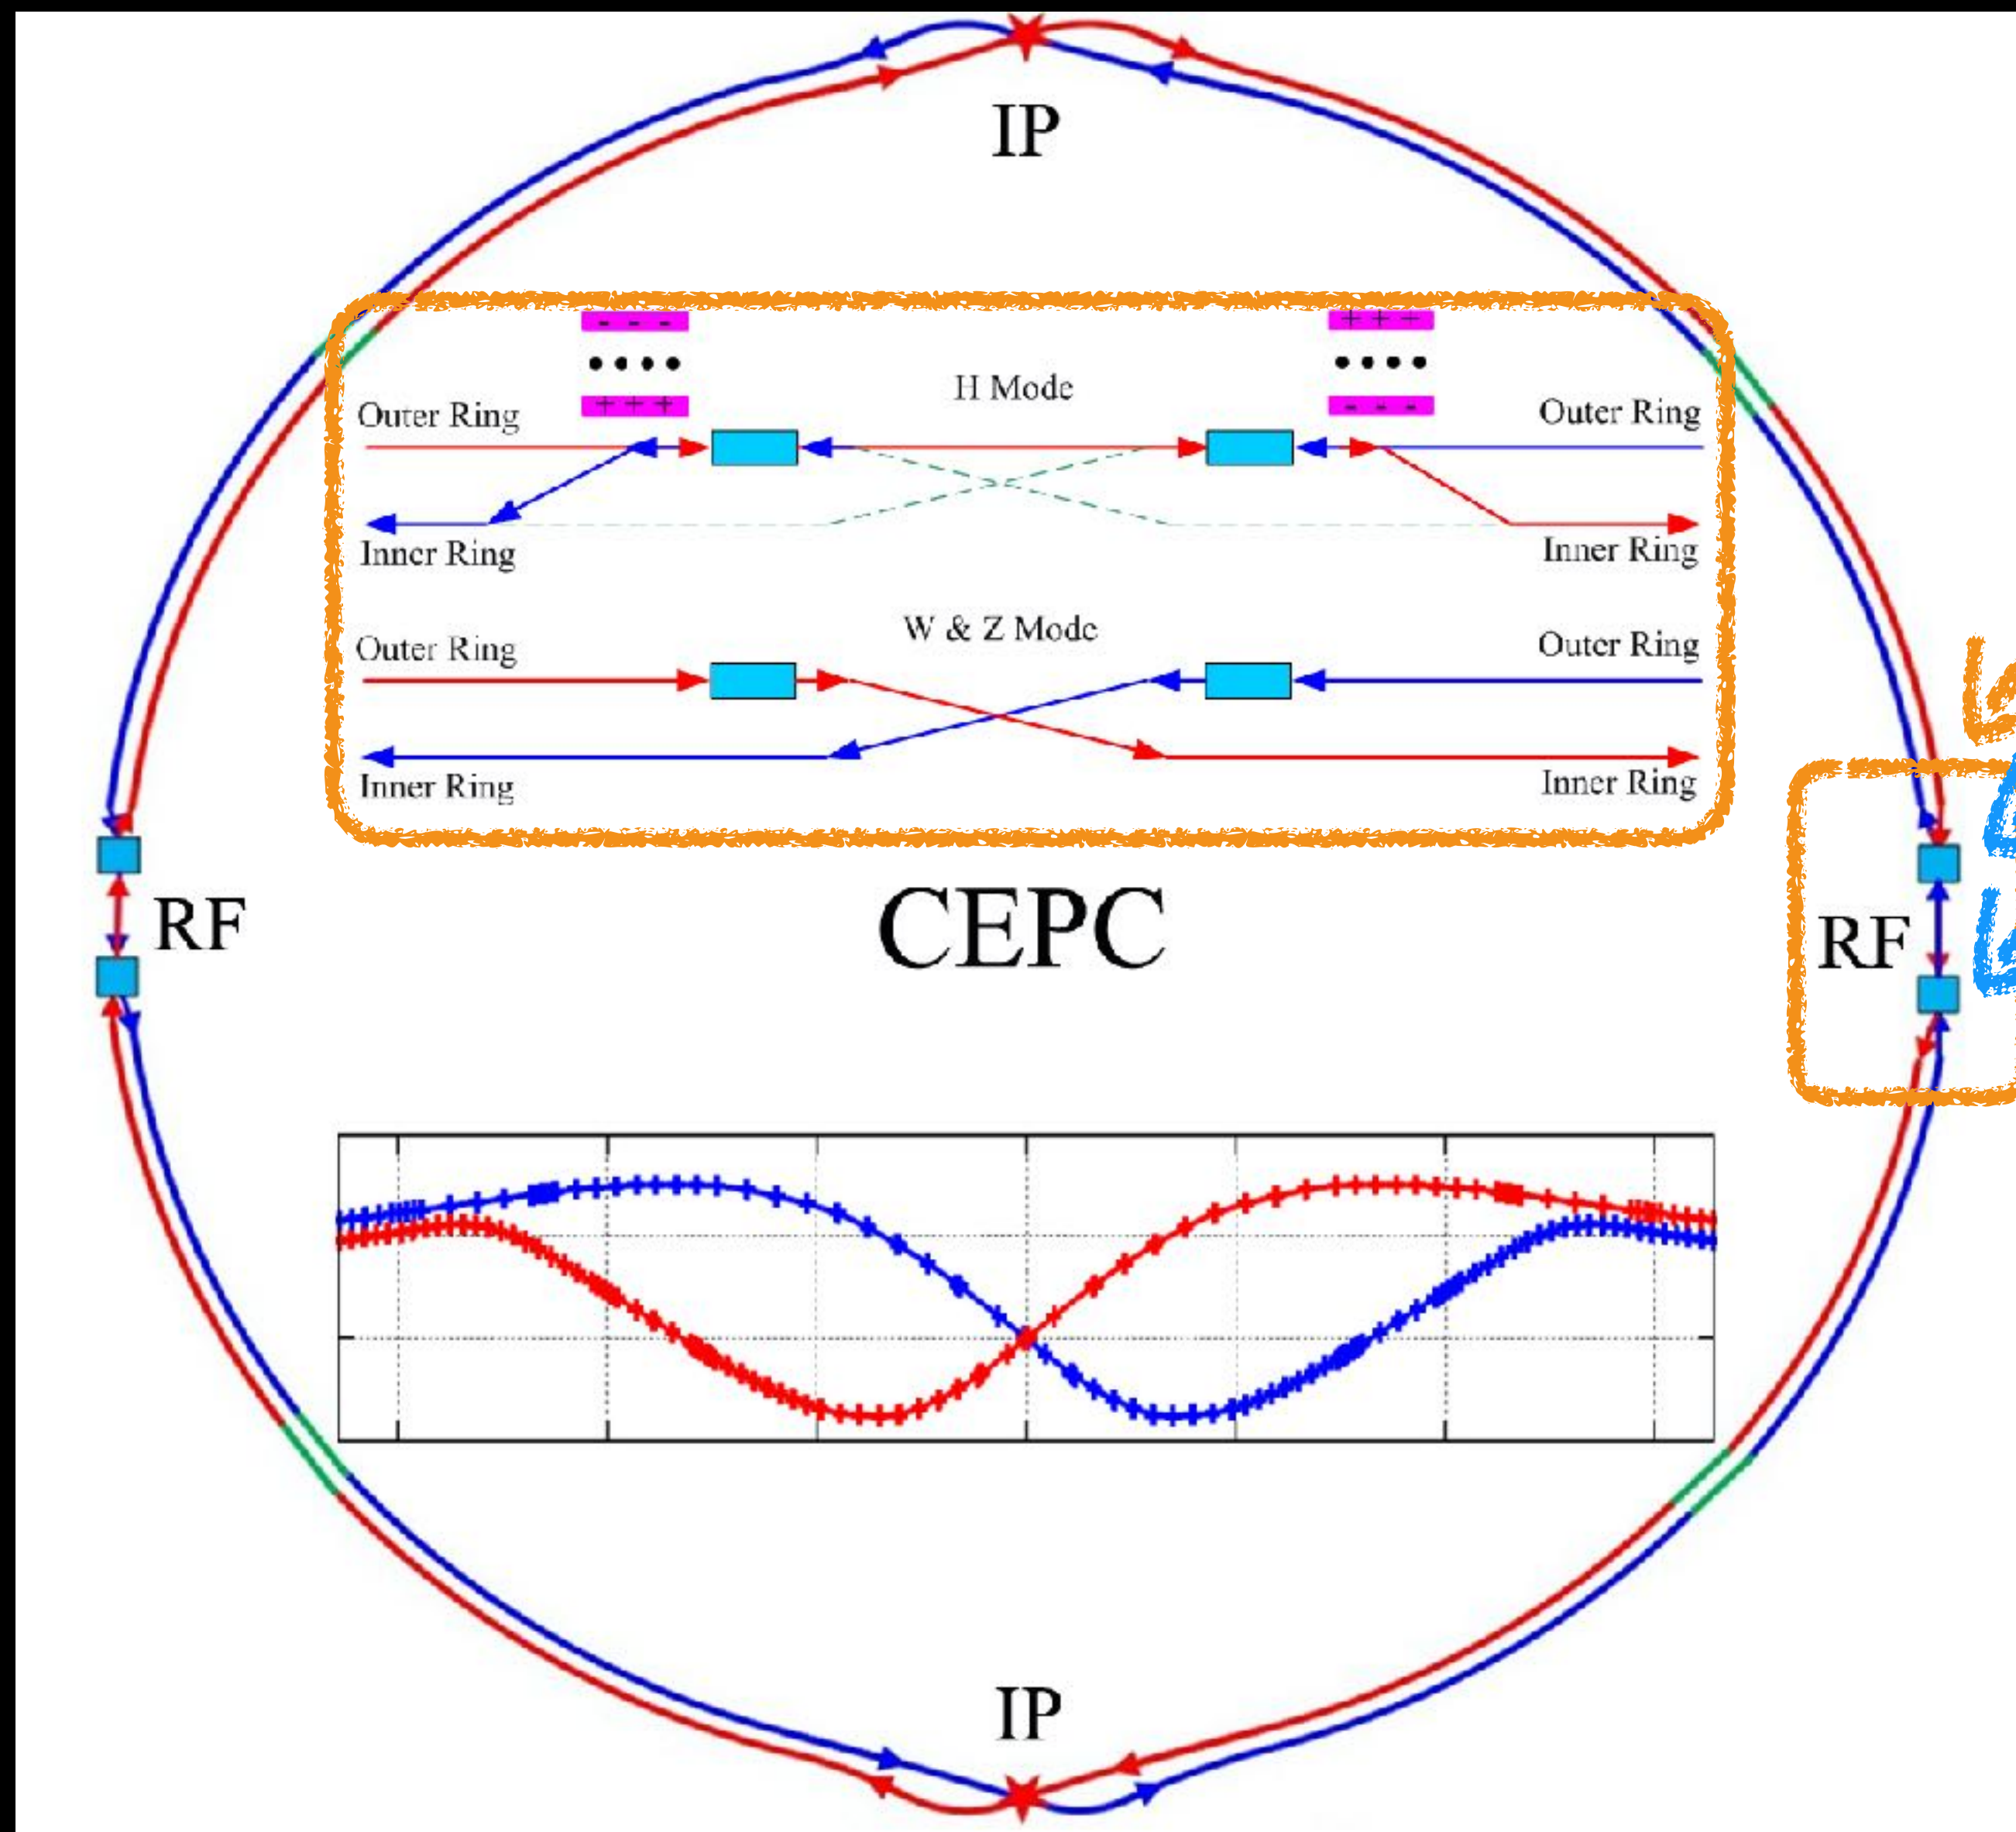 IP
- - -
+ + +
H Mode
Outer Ring
Outer Ring
+ + +
- - -
Inner Ring
Inner Ring
W & Z Mode
Outer Ring
Outer Ring
Inner Ring
Inner Ring
RF
CEPC
RF
IP